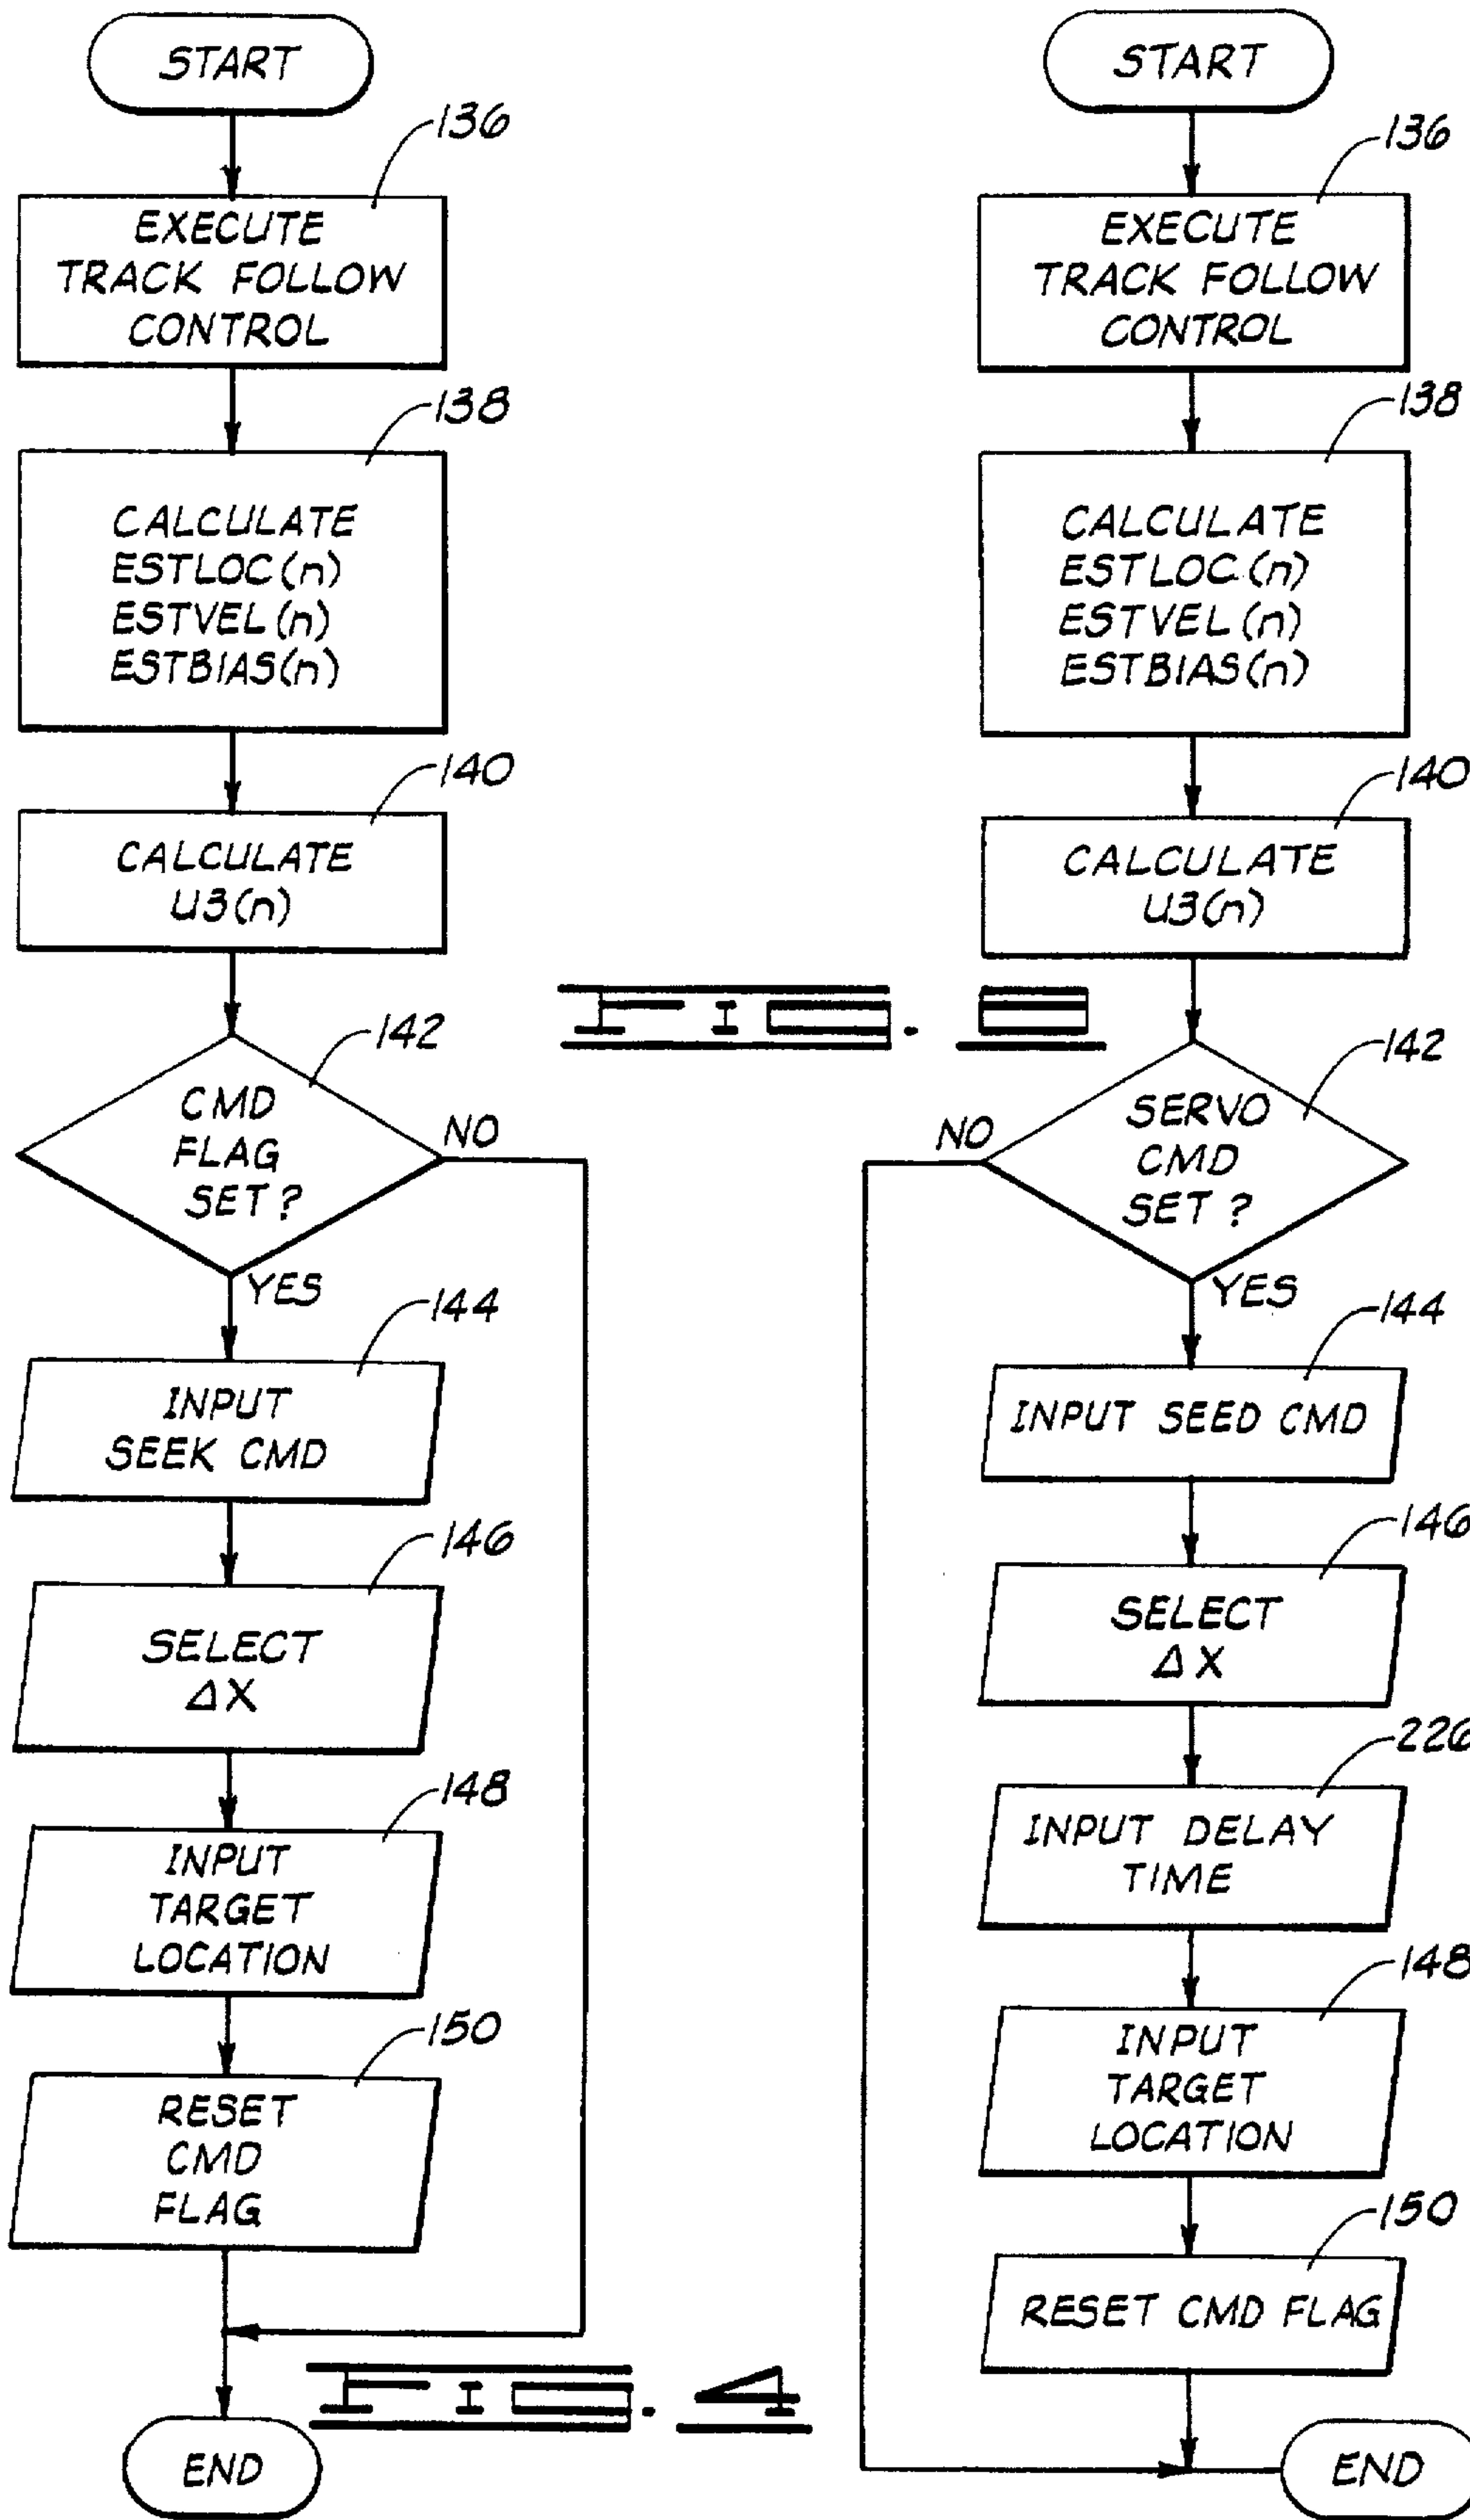 START
136
EXECUTE
TRACK FOLLOW
CONTROL
138
CALCULATE
ESTLOC(n)
ESTVEL(n)
ESTBIAS(n)
140
CALCULATE
U3(n)
142
CMD
FLAG
SET?
NO
YES
144
INPUT
SEEK CMD
146
SELECT
ΔX
148
INPUT
TARGET
LOCATION
150
RESET
CMD
FLAG
END
FIG. 4
START
136
EXECUTE
TRACK FOLLOW
CONTROL
138
CALCULATE
ESTLOC(n)
ESTVEL(n)
ESTBIAS(n)
140
CALCULATE
U3(n)
142
SERVO
CMD
SET?
NO
YES
144
INPUT SEED CMD
146
SELECT
ΔX
226
INPUT DELAY
TIME
148
INPUT
TARGET
LOCATION
150
RESET CMD FLAG
END
FIG. 8